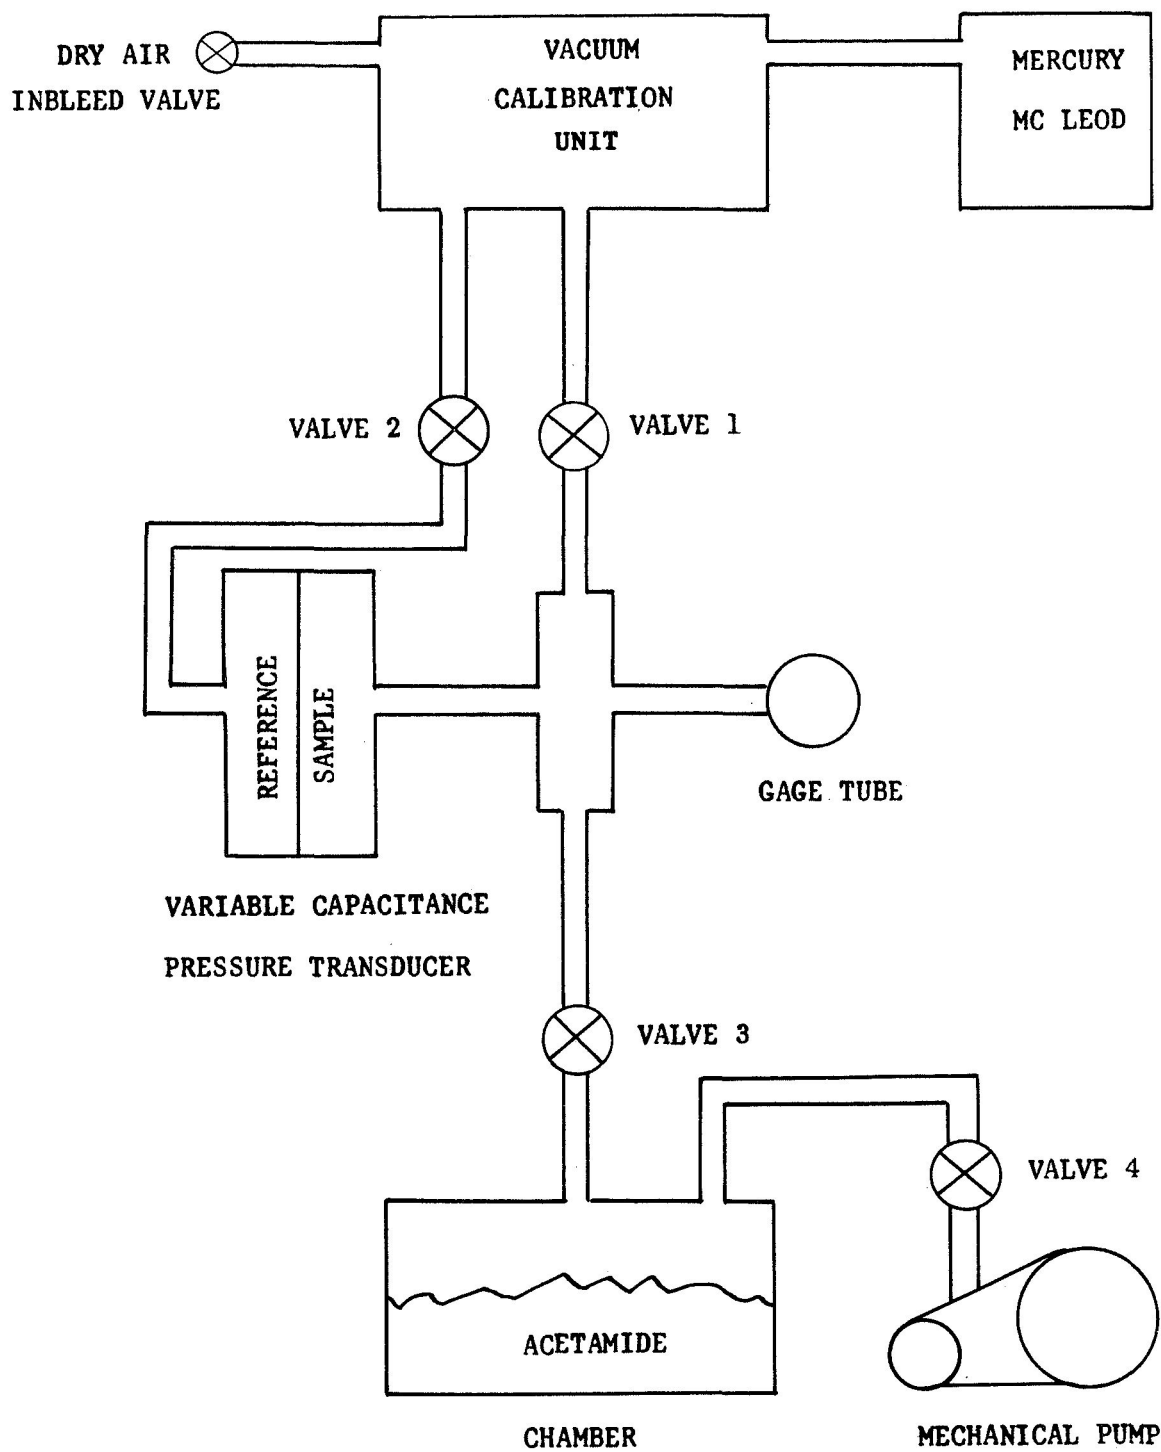 DRY AIR
INBLEED VALVE
VACUUM
CALIBRATION
UNIT
MERCURY
MC LEOD
VALVE 2
VALVE 1
REFERENCE
SAMPLE
GAGE TUBE
VARIABLE CAPACITANCE
PRESSURE TRANSDUCER
VALVE 3
VALVE 4
ACETAMIDE
CHAMBER
MECHANICAL PUMP